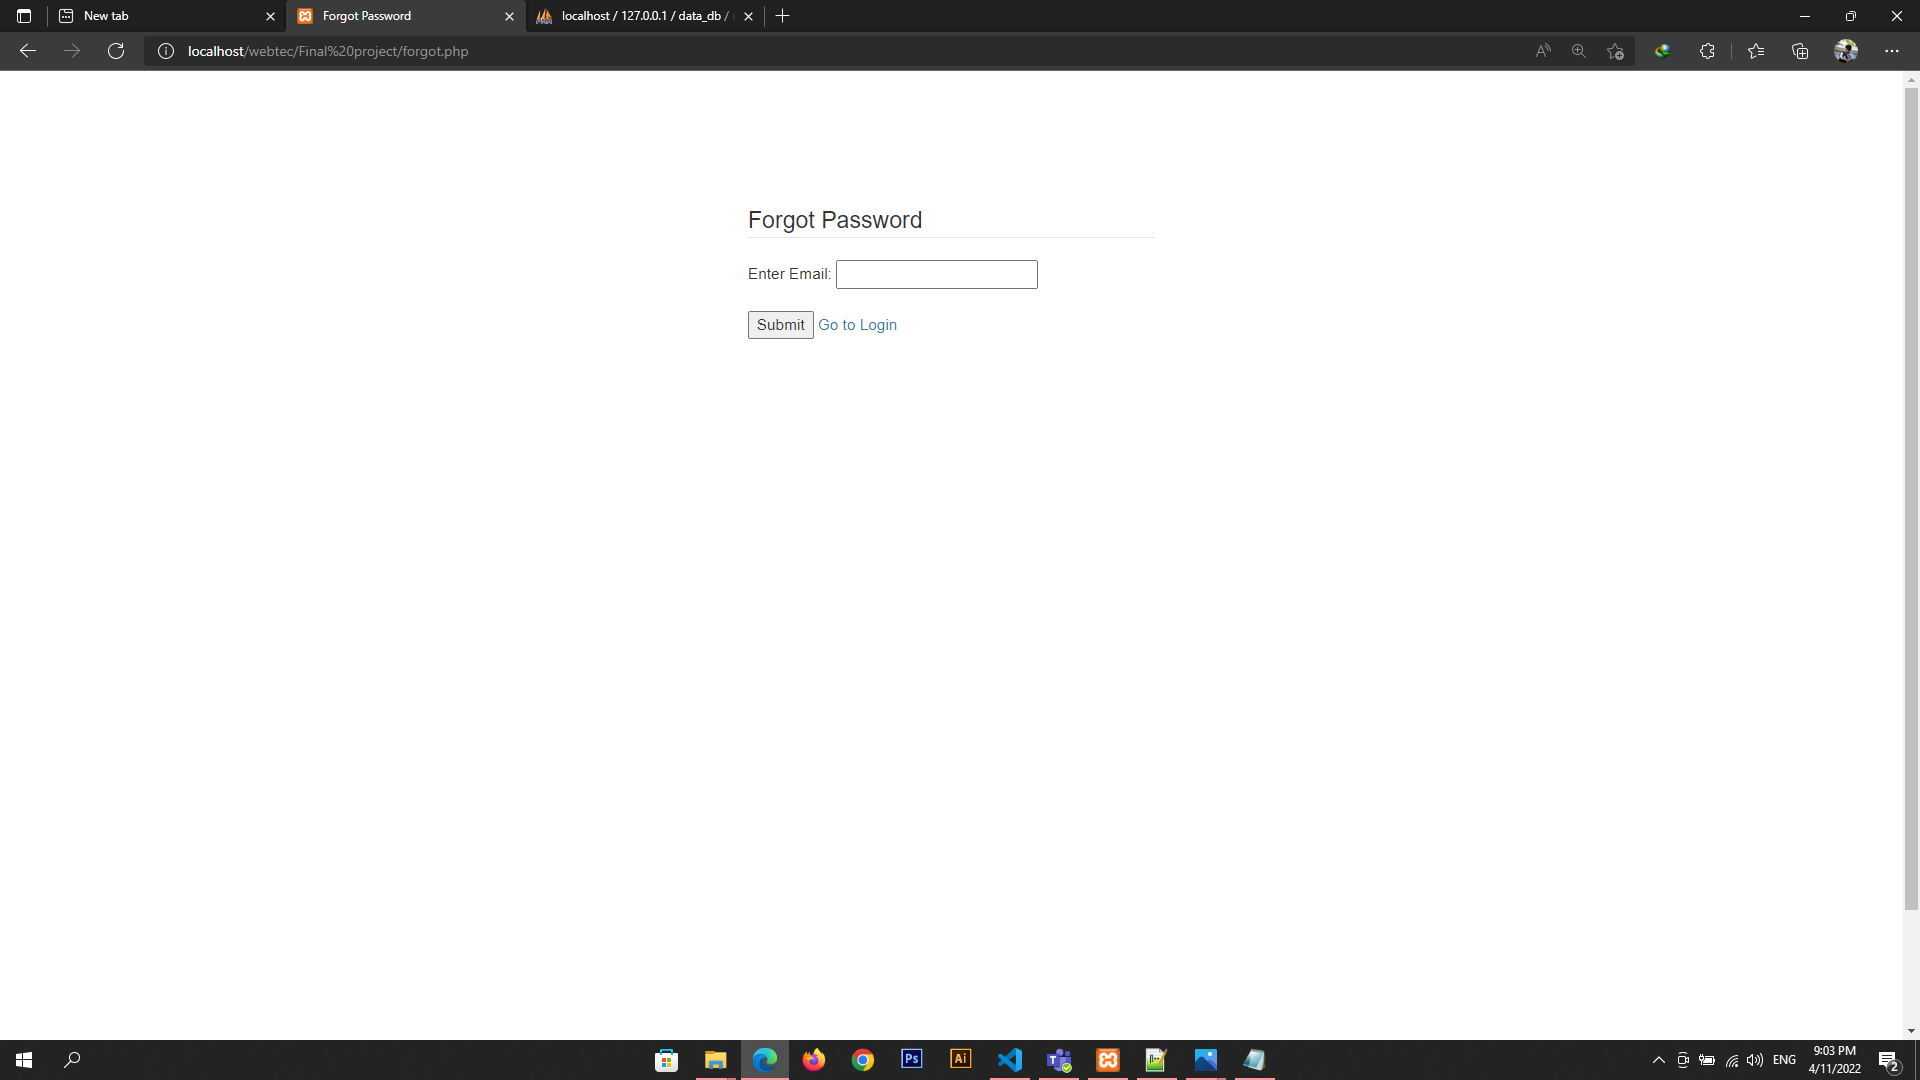 New tab
Forgot Password
localhost / 127.0.0.1 / data_db /
localhost/webtec/Final%20project/forgot.php
Forgot Password
Enter Email:
Submit Go to Login
Ps
Ai
ENG
9:03 PM
4/11/2022
2